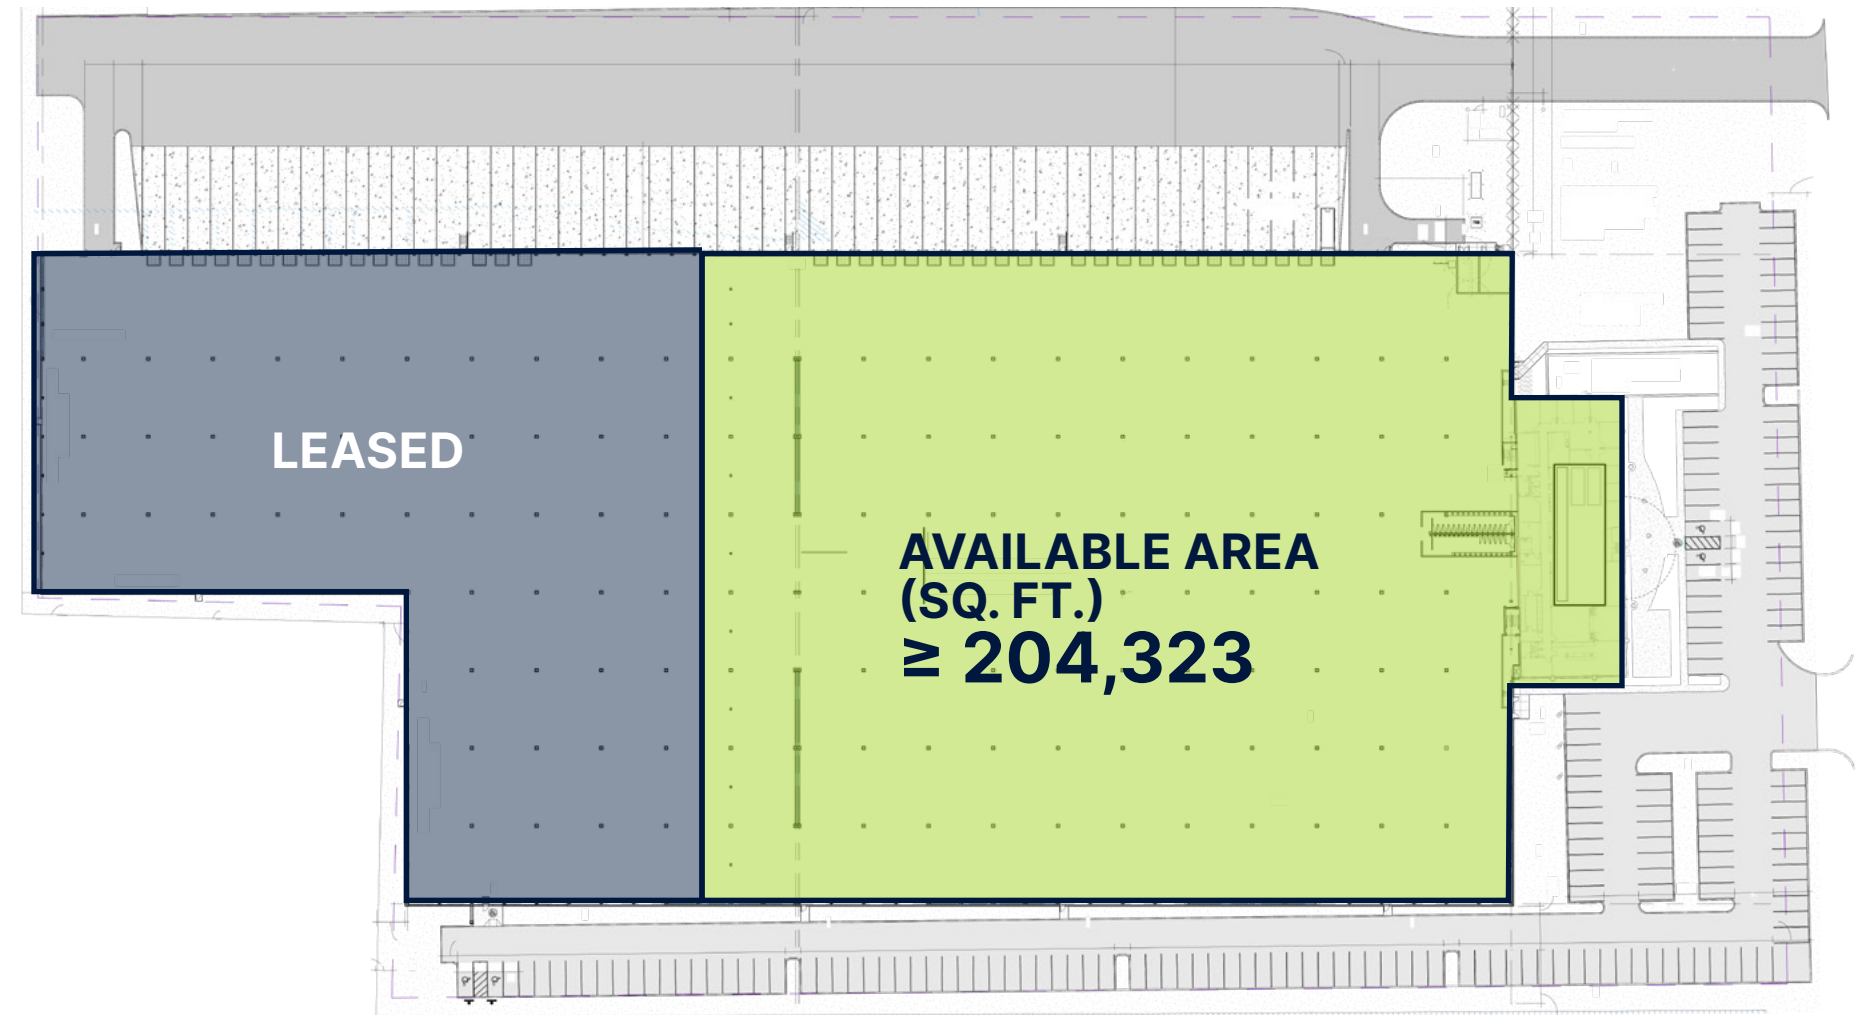 LEASED
AVAILABLE AREA
(SQ. FT.)
≥ 204,323